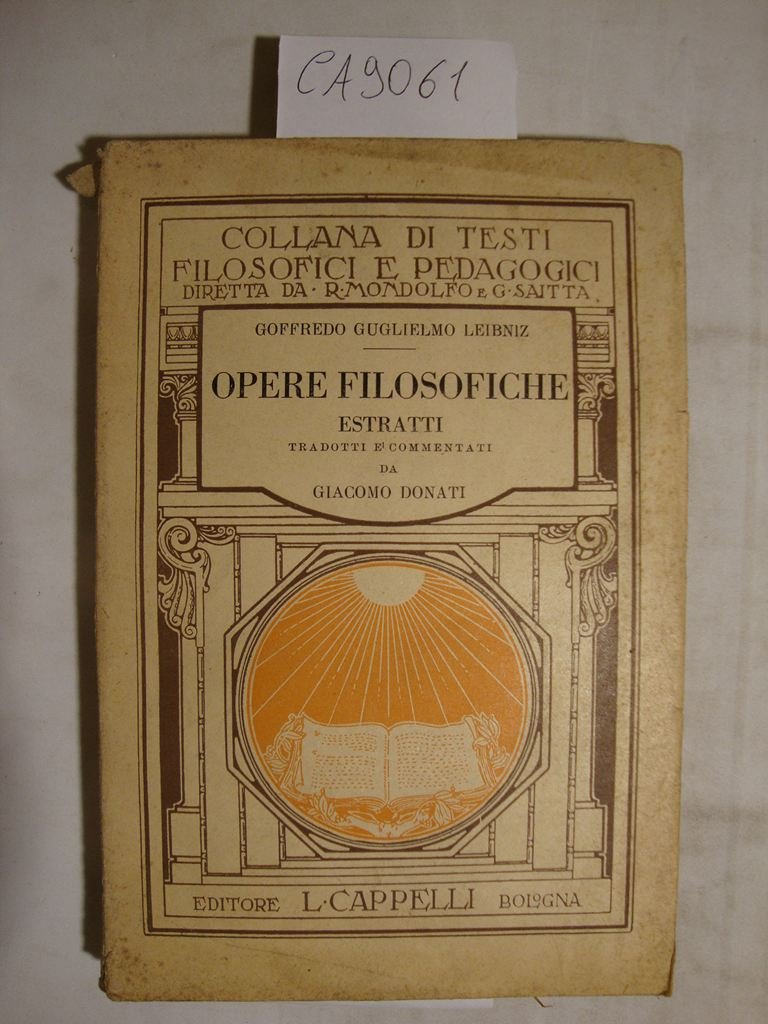 CA9061
COLLANA DI TESTI
FILOSOFICI E PEDAGOGICI
DIRETTA DA · R·MONDOLFO E G·SAITTA
GOFFREDO GUGLIELMO LEIBNIZ
OPERE FILOSOFICHE
ESTRATTI
TRADOTTI E COMMENTATI
DA
GIACOMO DONATI
EDITORE L·CAPPELLI BOLOGNA